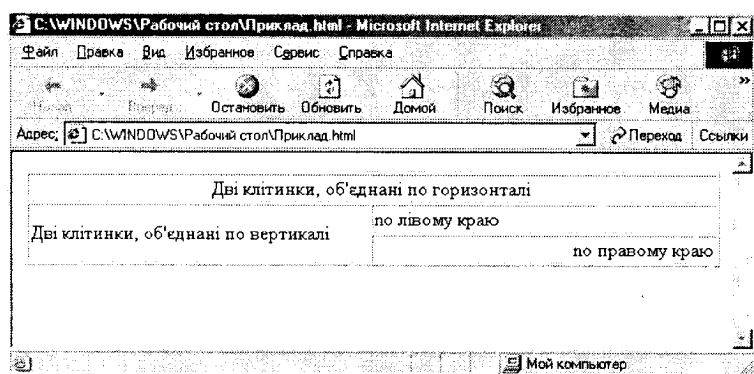 C:\WINDOWS\Рабочий стол\Приклад.html - Microsoft Internet Explorer
Файл Правка Вид Избранное Сервис Справка
Назад Вперед Остановить Обновить Домой Поиск Избранное Медиа »
Адрес: C:\WINDOWS\Рабочий стол\Приклад.html Переход Ссылки
Дві клітинки, об'єднані по горизонталі
Дві клітинки, об'єднані по вертикалі
по лівому краю
по правому краю
Мой компьютер